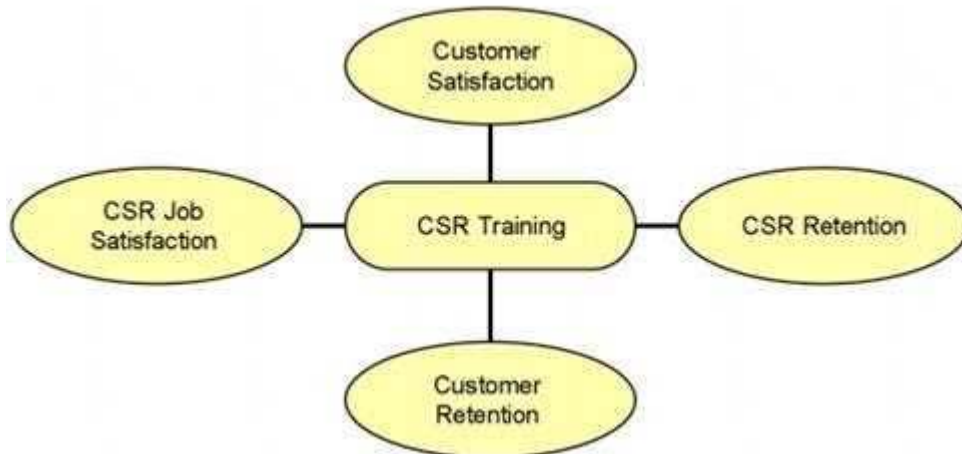 Customer
Satisfaction
CSR Job
Satisfaction
CSR Training
CSR Retention
Customer
Retention